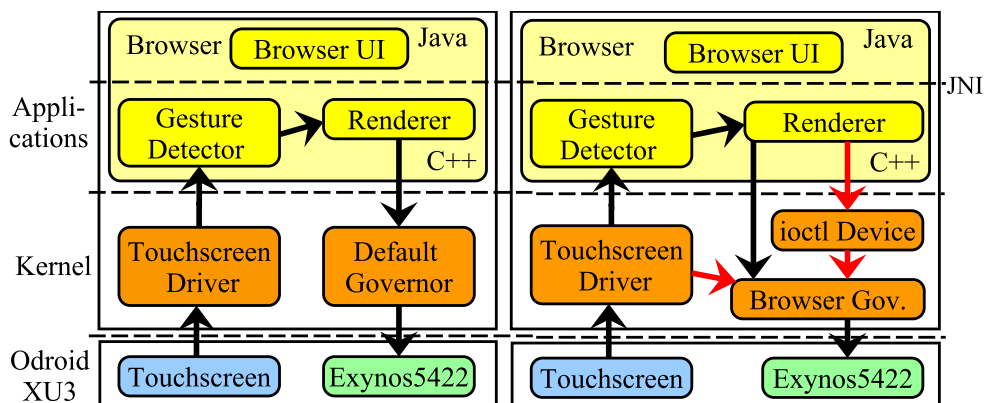 Browser
Browser UI
Java
Browser
Browser UI
Java
JNI
Appli-
cations
Gesture
Detector
Renderer
C++
Gesture
Detector
Renderer
C++
Kernel
Touchscreen
Driver
Default
Governor
Touchscreen
Driver
ioctl Device
Browser Gov.
Odroid
XU3
Touchscreen
Exynos5422
Touchscreen
Exynos5422